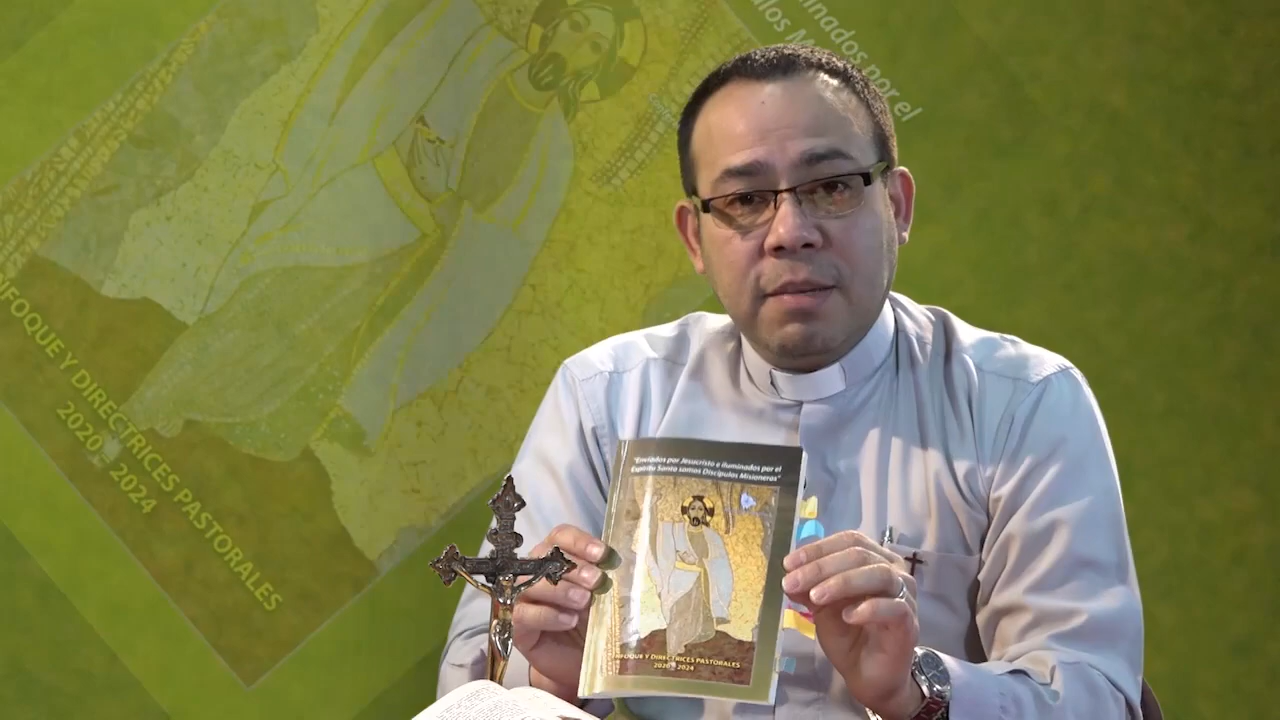 "Enviados por Jesucristo e iluminados por el
Espíritu Santo somos Discípulos Misioneros"
ENFOQUE Y DIRECTRICES PASTORALES
2020 - 2024
minados por el
ulos M
NFOQUE Y DIRECTRICES PASTORALES
2020 - 2024